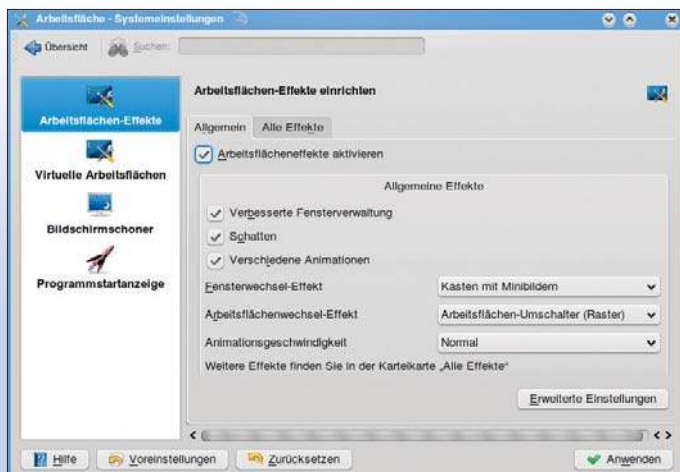 Arbeitsfläche - Systemeinstellungen
Übersicht
Suchen:
Arbeitsflächen-Effekte
Virtuelle Arbeitsflächen
Bildschirmschoner
Programmstartanzeige
Arbeitsflächen-Effekte einrichten
Allgemein Alle Effekte
Arbeitsflächeneffekte aktivieren
Allgemeine Effekte
Verbesserte Fensterverwaltung
Schatten
Verschiedene Animationen
Fensterwechsel-Effekt Kasten mit Minibildern
Arbeitsflächenwechsel-Effekt Arbeitsflächen-Umschalter (Raster)
Animationsgeschwindigkeit Normal
Weitere Effekte finden Sie in der Karteikarte „Alle Effekte“
Erweiterte Einstellungen
Hilfe Voreinstellungen Zurücksetzen Anwenden